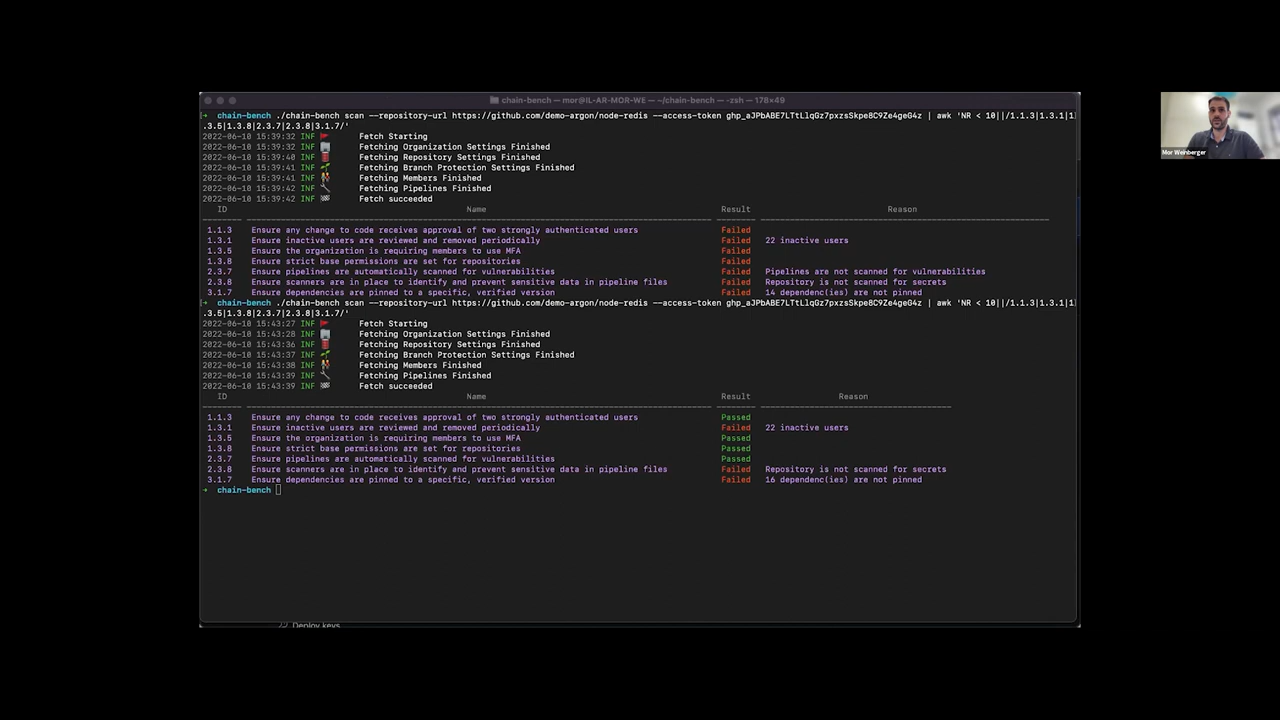 chain-bench — mor@IL-AR-MOR-WE — ~/chain-bench — -zsh — 178×49
chain-bench ./chain-bench scan --repository-url https://github.com/demo-argon/node-redis --access-token | awk 'NR < 10||/1.1.3|1.3.1|1
.3.5|1.3.8|2.3.7|2.3.8|3.1.7/'
2022-06-10 15:39:32 INF Fetch Starting
2022-06-10 15:39:32 INF Fetching Organization Settings Finished
2022-06-10 15:39:40 INF Fetching Repository Settings Finished
2022-06-10 15:39:41 INF Fetching Branch Protection Settings Finished
2022-06-10 15:39:41 INF Fetching Members Finished
2022-06-10 15:39:42 INF Fetching Pipelines Finished
2022-06-10 15:39:42 INF Fetch succeeded
ID Name Result Reason
1.1.3 Ensure any change to code receives approval of two strongly authenticated users Failed
1.3.1 Ensure inactive users are reviewed and removed periodically Failed 22 inactive users
1.3.5 Ensure the organization is requiring members to use MFA Failed
1.3.8 Ensure strict base permissions are set for repositories Failed
2.3.7 Ensure pipelines are automatically scanned for vulnerabilities Failed Pipelines are not scanned for vulnerabilities
2.3.8 Ensure scanners are in place to identify and prevent sensitive data in pipeline files Failed Repository is not scanned for secrets
3.1.7 Ensure dependencies are pinned to a specific, verified version Failed 14 dependenc(ies) are not pinned
chain-bench ./chain-bench scan --repository-url https://github.com/demo-argon/node-redis --access-token | awk 'NR < 10||/1.1.3|1.3.1|1
.3.5|1.3.8|2.3.7|2.3.8|3.1.7/'
2022-06-10 15:43:27 INF Fetch Starting
2022-06-10 15:43:28 INF Fetching Organization Settings Finished
2022-06-10 15:43:36 INF Fetching Repository Settings Finished
2022-06-10 15:43:37 INF Fetching Branch Protection Settings Finished
2022-06-10 15:43:38 INF Fetching Members Finished
2022-06-10 15:43:39 INF Fetching Pipelines Finished
2022-06-10 15:43:39 INF Fetch succeeded
ID Name Result Reason
1.1.3 Ensure any change to code receives approval of two strongly authenticated users Passed
1.3.1 Ensure inactive users are reviewed and removed periodically Failed 22 inactive users
1.3.5 Ensure the organization is requiring members to use MFA Passed
1.3.8 Ensure strict base permissions are set for repositories Passed
2.3.7 Ensure pipelines are automatically scanned for vulnerabilities Passed
2.3.8 Ensure scanners are in place to identify and prevent sensitive data in pipeline files Failed Repository is not scanned for secrets
3.1.7 Ensure dependencies are pinned to a specific, verified version Failed 16 dependenc(ies) are not pinned
chain-bench
Deploy keys
Mor Weinberger